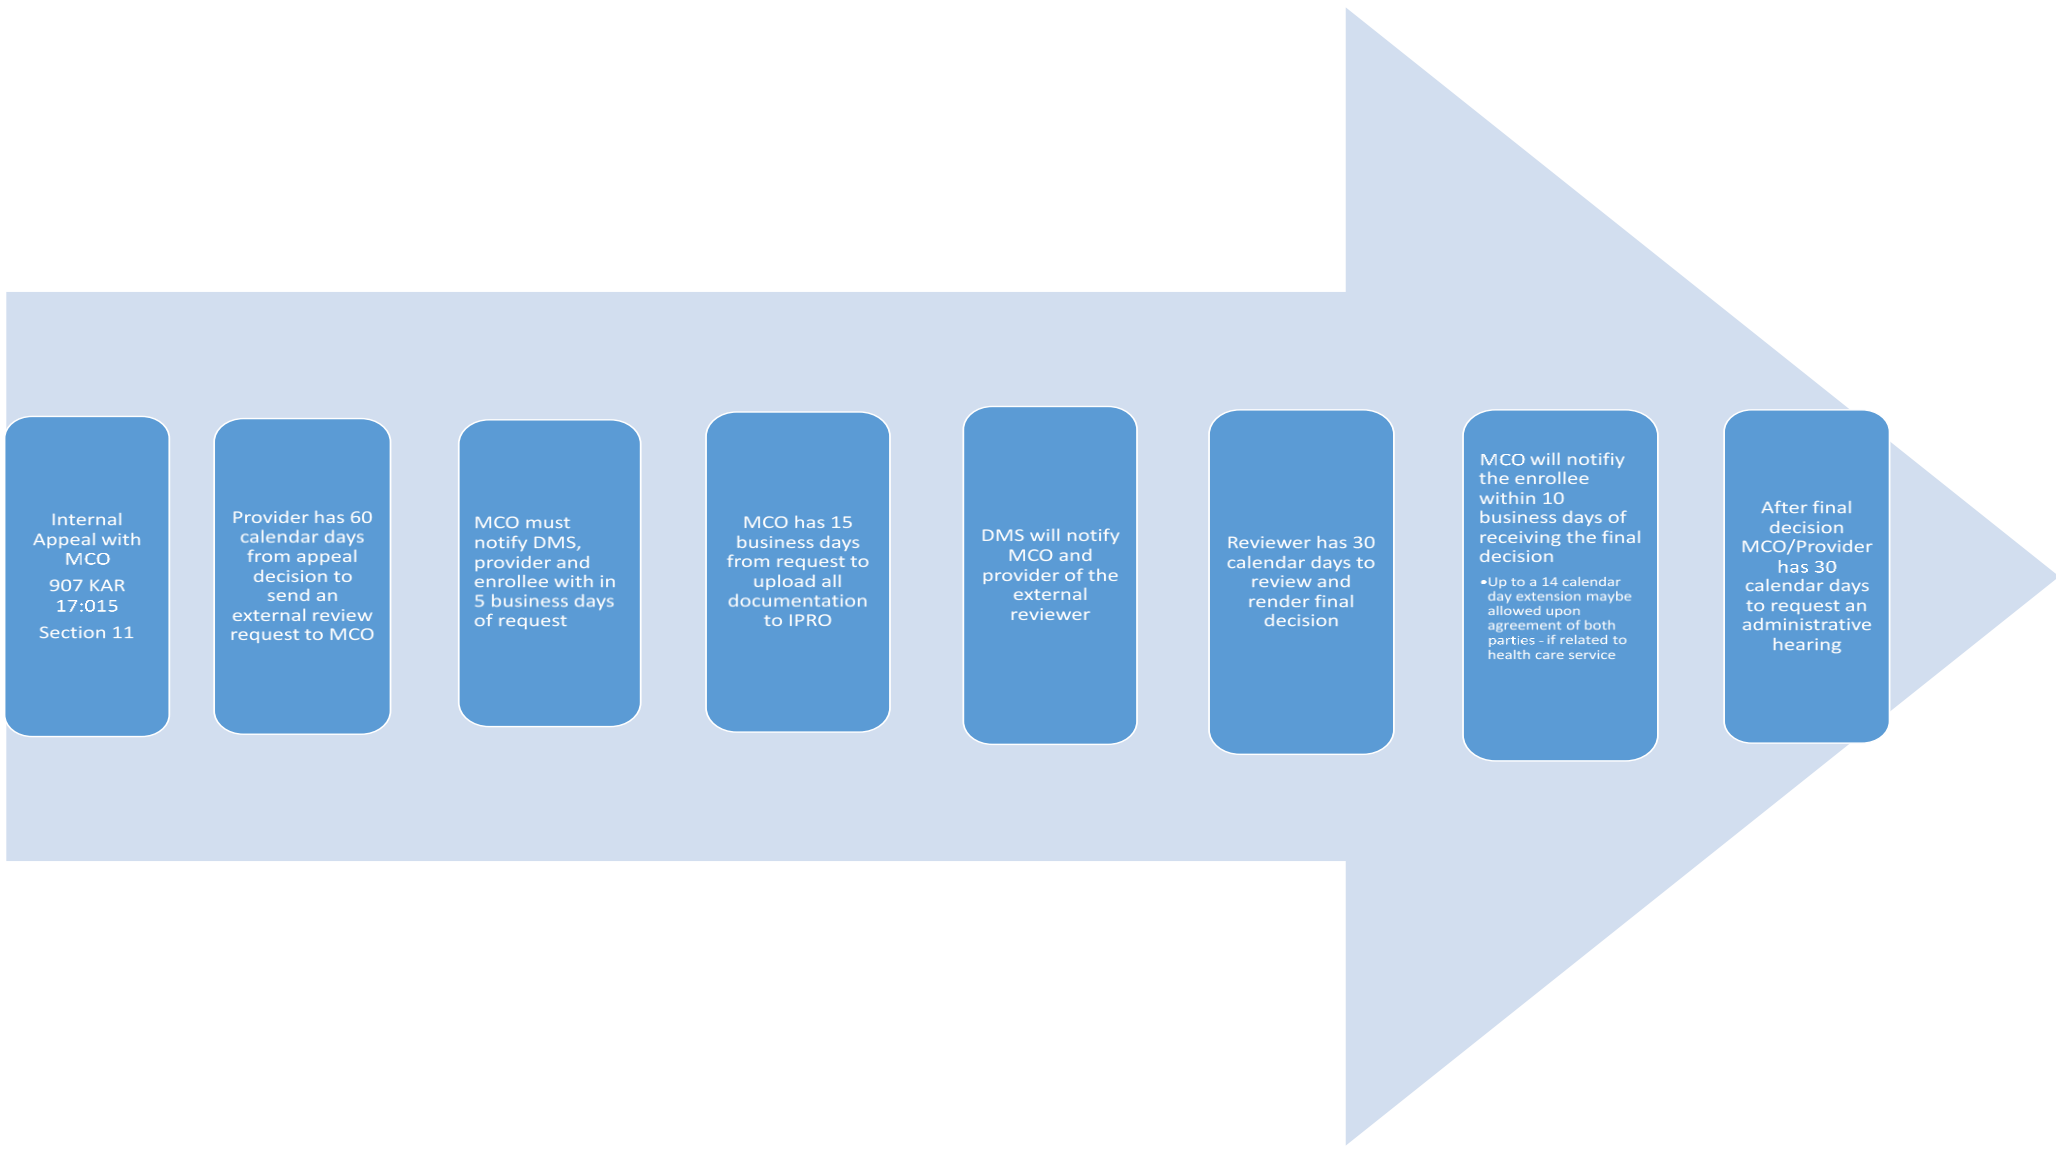 Internal
Appeal with
MCO
907 KAR
17:015
Section 11
Provider has 60
calendar days
from appeal
decision to
send an
external review
request to MCO
MCO must
notify DMS,
provider and
enrollee with in
5 business days
of request
MCO has 15
business days
from request to
upload all
documentation
to IPRO
DMS will notify
MCO and
provider of the
external
reviewer
Reviewer has 30
calendar days to
review and
render final
decision
MCO will notifiy
the enrollee
within 10
business days of
receiving the final
decision
•Up to a 14 calendar
day extension maybe
allowed upon
agreement of both
parties - if related to
health care service
After final
decision
MCO/Provider
has 30
calendar days
to request an
administrative
hearing